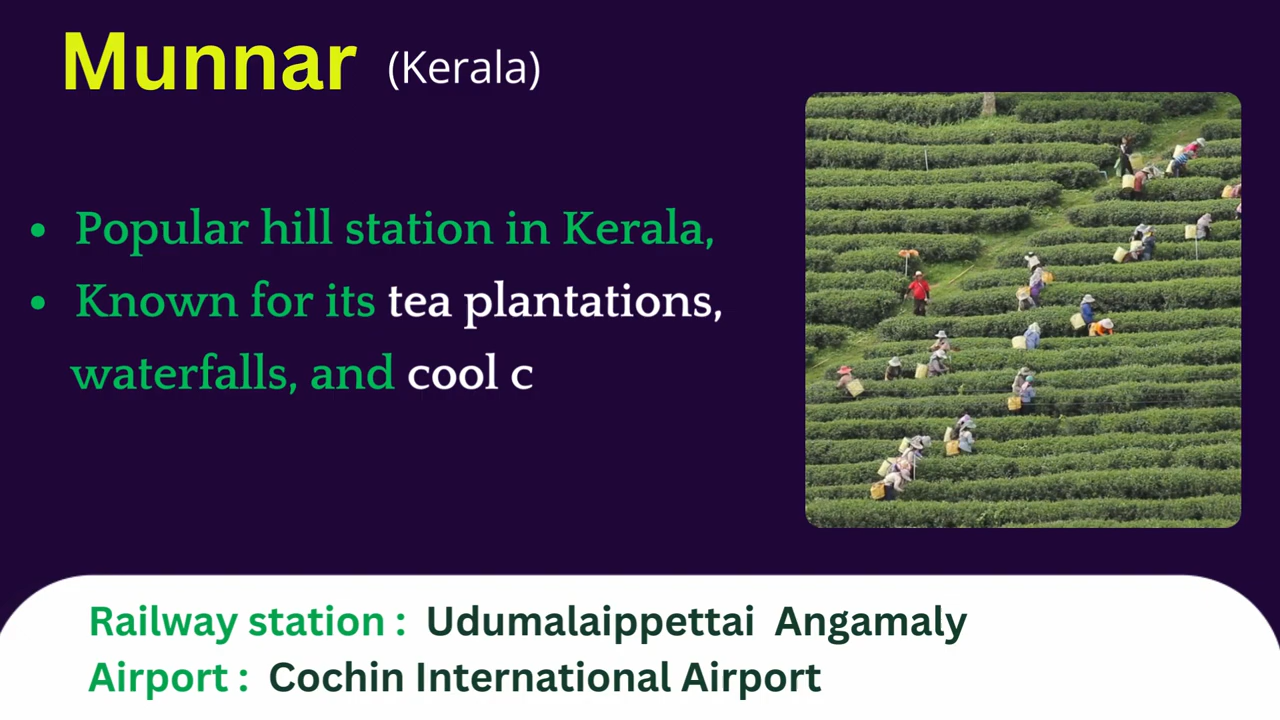 Munnar (Kerala)
• Popular hill station in Kerala,
• Known for its tea plantations,
waterfalls, and cool c
Railway station : Udumalaippettai Angamaly
Airport : Cochin International Airport